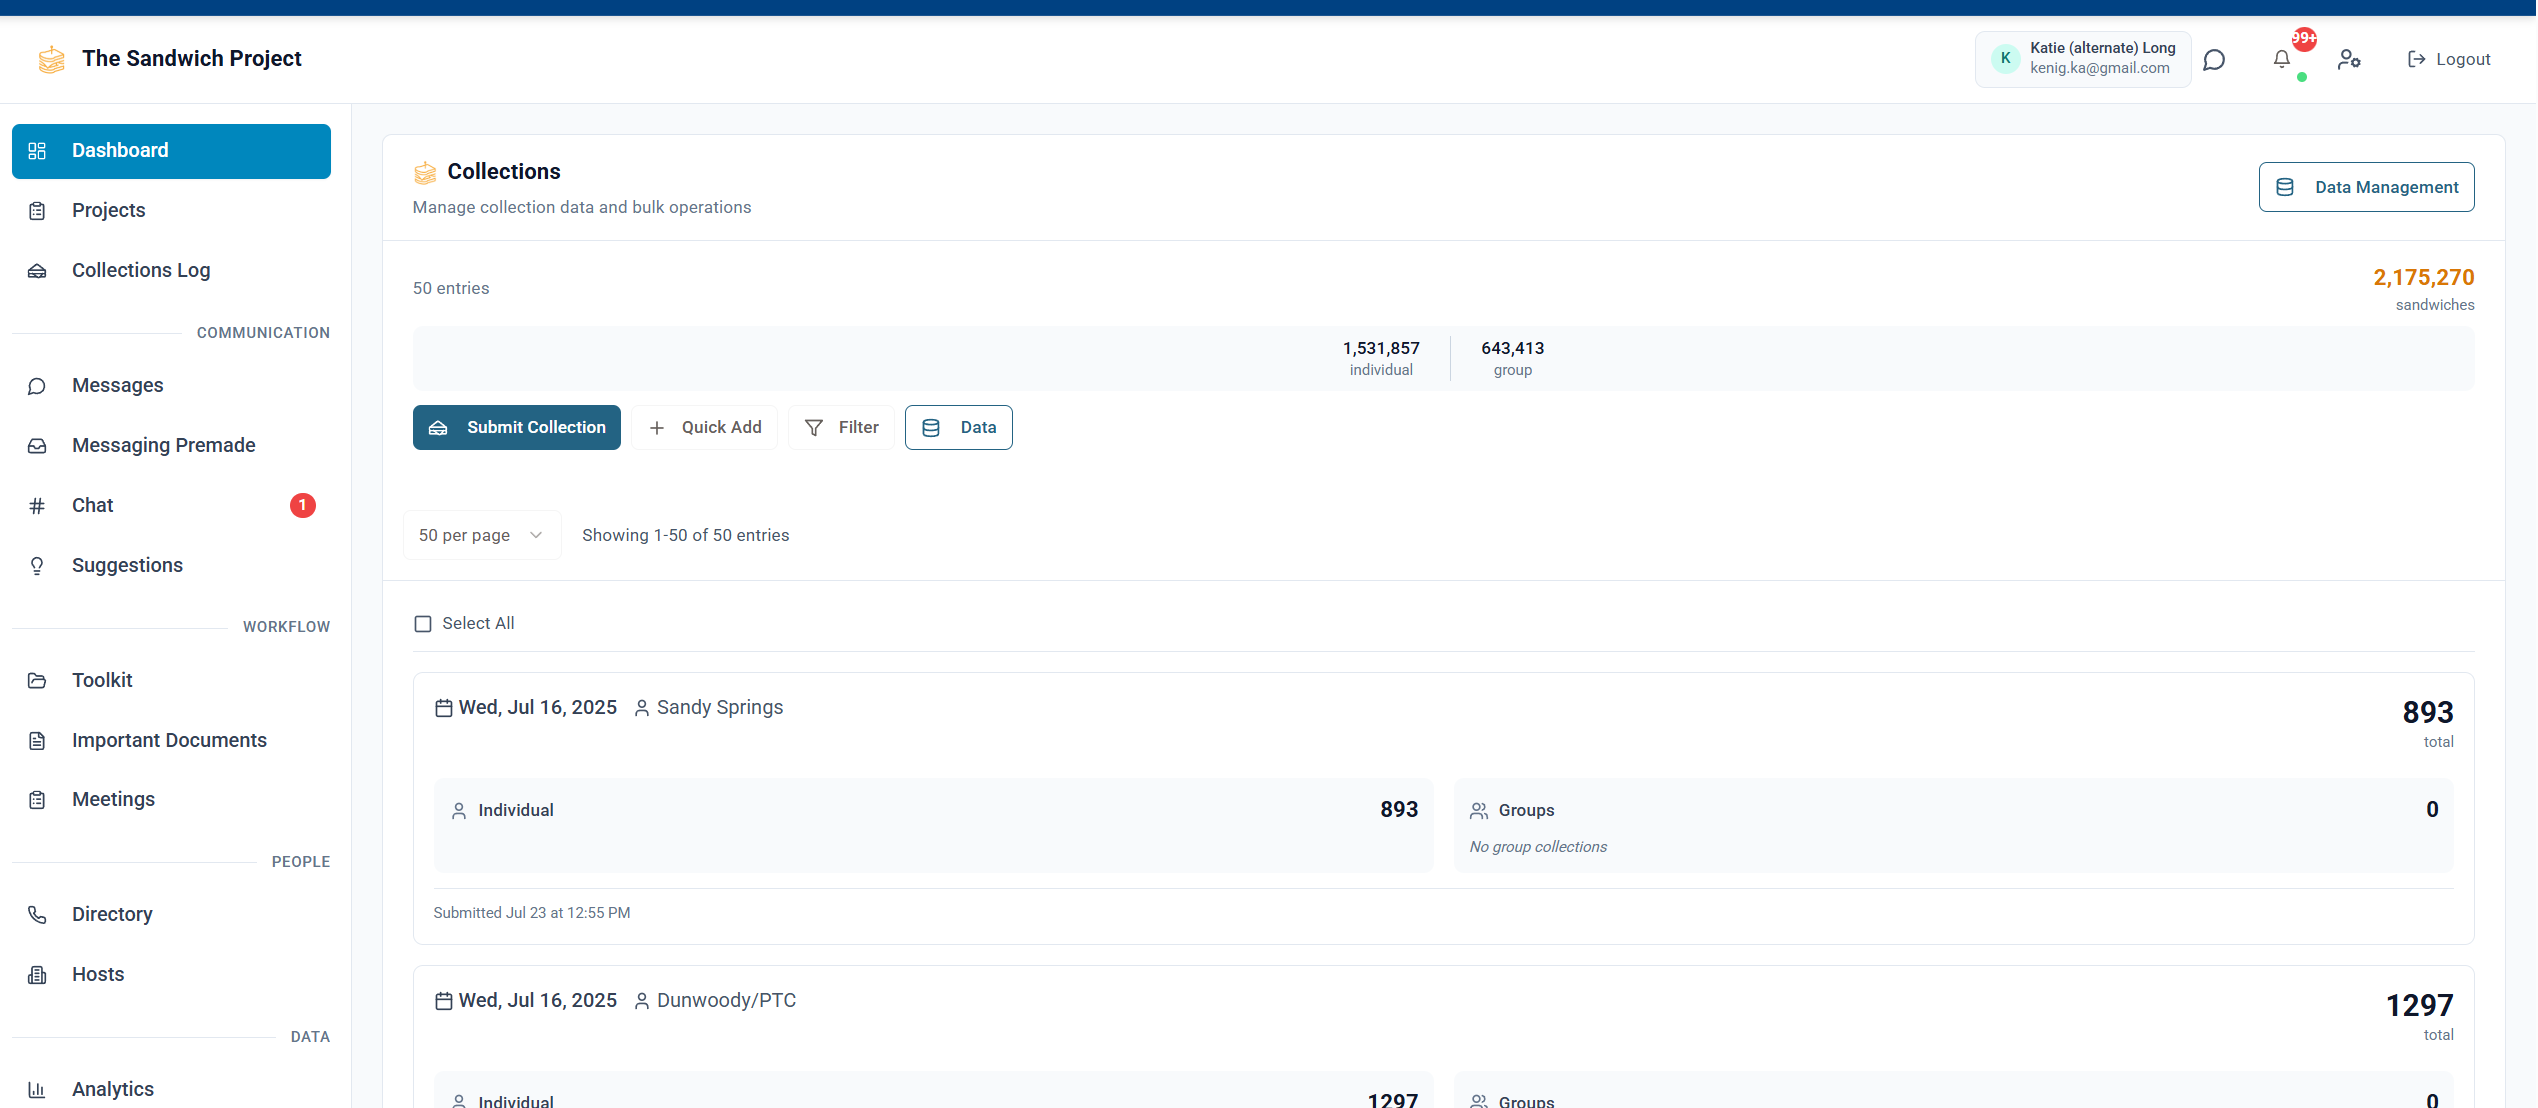 The Sandwich Project
K
Katie (alternate) Long
kenig.ka@gmail.com
99+
Logout
Dashboard
Projects
Collections Log
COMMUNICATION
Messages
Messaging Premade
Chat
1
Suggestions
WORKFLOW
Toolkit
Important Documents
Meetings
PEOPLE
Directory
Hosts
DATA
Analytics
Collections
Manage collection data and bulk operations
Data Management
50 entries
2,175,270
sandwiches
1,531,857
individual
643,413
group
Submit Collection
Quick Add
Filter
Data
50 per page
Showing 1-50 of 50 entries
Select All
Wed, Jul 16, 2025 Sandy Springs
893
total
Individual 893
Groups 0
No group collections
Submitted Jul 23 at 12:55 PM
Wed, Jul 16, 2025 Dunwoody/PTC
1297
total
Individual 1297
Groups 0